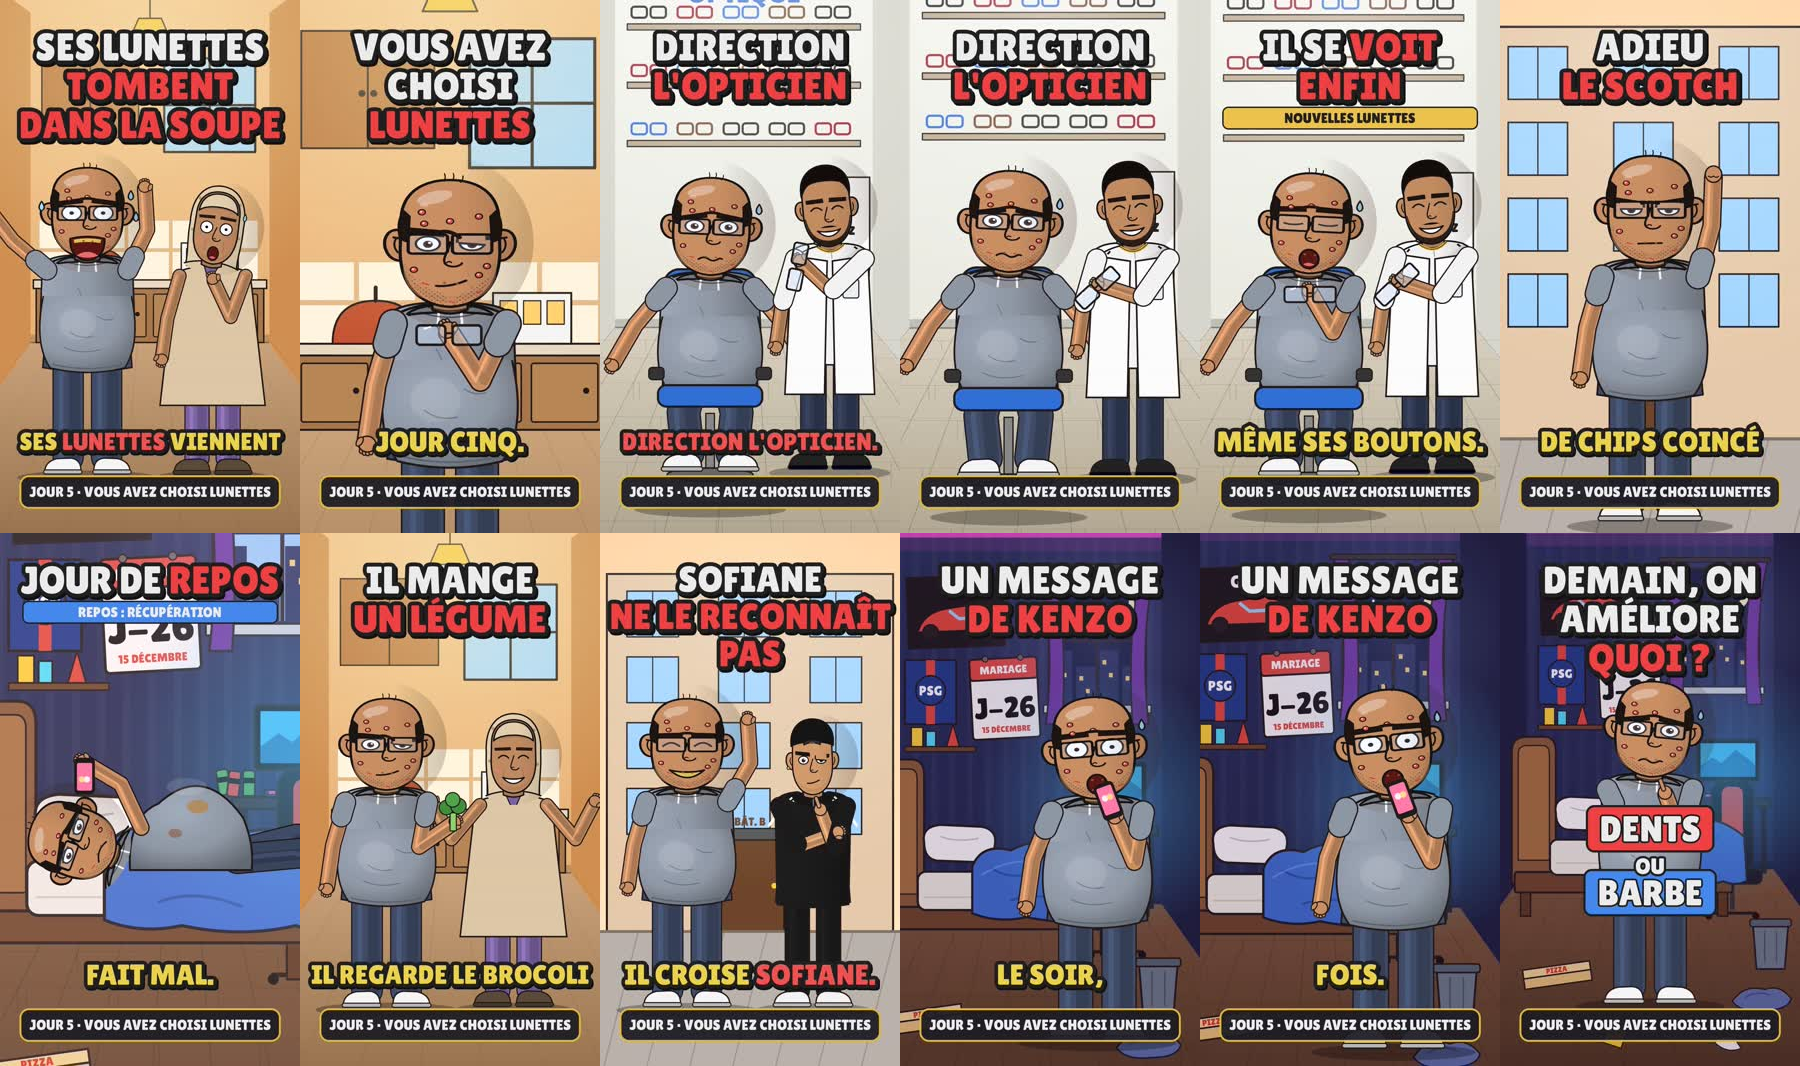 SES LUNETTES
TOMBENT
DANS LA SOUPE
SES LUNETTES VIENNENT
JOUR 5 · VOUS AVEZ CHOISI LUNETTES
VOUS AVEZ
CHOISI
LUNETTES
JOUR CINQ.
JOUR 5 · VOUS AVEZ CHOISI LUNETTES
DIRECTION
L'OPTICIEN
DIRECTION L'OPTICIEN.
JOUR 5 · VOUS AVEZ CHOISI LUNETTES
DIRECTION
L'OPTICIEN
JOUR 5 · VOUS AVEZ CHOISI LUNETTES
IL SE VOIT
ENFIN
NOUVELLES LUNETTES
MÊME SES BOUTONS.
JOUR 5 · VOUS AVEZ CHOISI LUNETTES
ADIEU
LE SCOTCH
DE CHIPS COINCÉ
JOUR 5 · VOUS AVEZ CHOISI LUNETTES
JOUR DE REPOS
REPOS : RÉCUPÉRATION
J-26
15 DÉCEMBRE
FAIT MAL.
JOUR 5 · VOUS AVEZ CHOISI LUNETTES
PIZZA
IL MANGE
UN LÉGUME
IL REGARDE LE BROCOLI
JOUR 5 · VOUS AVEZ CHOISI LUNETTES
SOFIANE
NE LE RECONNAÎT
PAS
BÂT. B
IL CROISE SOFIANE.
JOUR 5 · VOUS AVEZ CHOISI LUNETTES
UN MESSAGE
DE KENZO
PSG
MARIAGE
J-26
15 DÉCEMBRE
LE SOIR,
JOUR 5 · VOUS AVEZ CHOISI LUNETTES
UN MESSAGE
DE KENZO
PSG
MARIAGE
J-26
15 DÉCEMBRE
FOIS.
JOUR 5 · VOUS AVEZ CHOISI LUNETTES
DEMAIN, ON
AMÉLIORE
QUOI ?
PSG
DENTS
OU
BARBE
PIZZA
JOUR 5 · VOUS AVEZ CHOISI LUNETTES